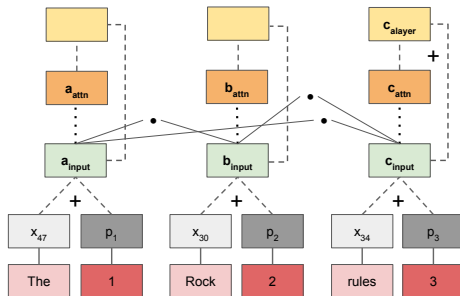 c_alayer
+
a_attn
b_attn
c_attn
a_input
b_input
c_input
+
+
+
x_47
p_1
x_30
p_2
x_34
p_3
The
1
Rock
2
rules
3